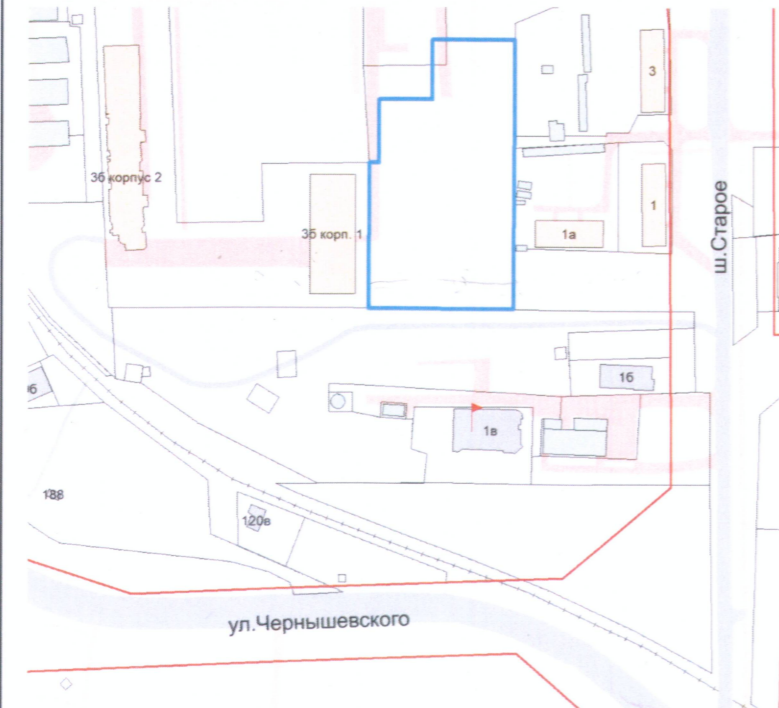 3
3б корпус 2
1
3б корп. 1
1а
ш.Старое
1б
1в
188
120в
ул.Чернышевского